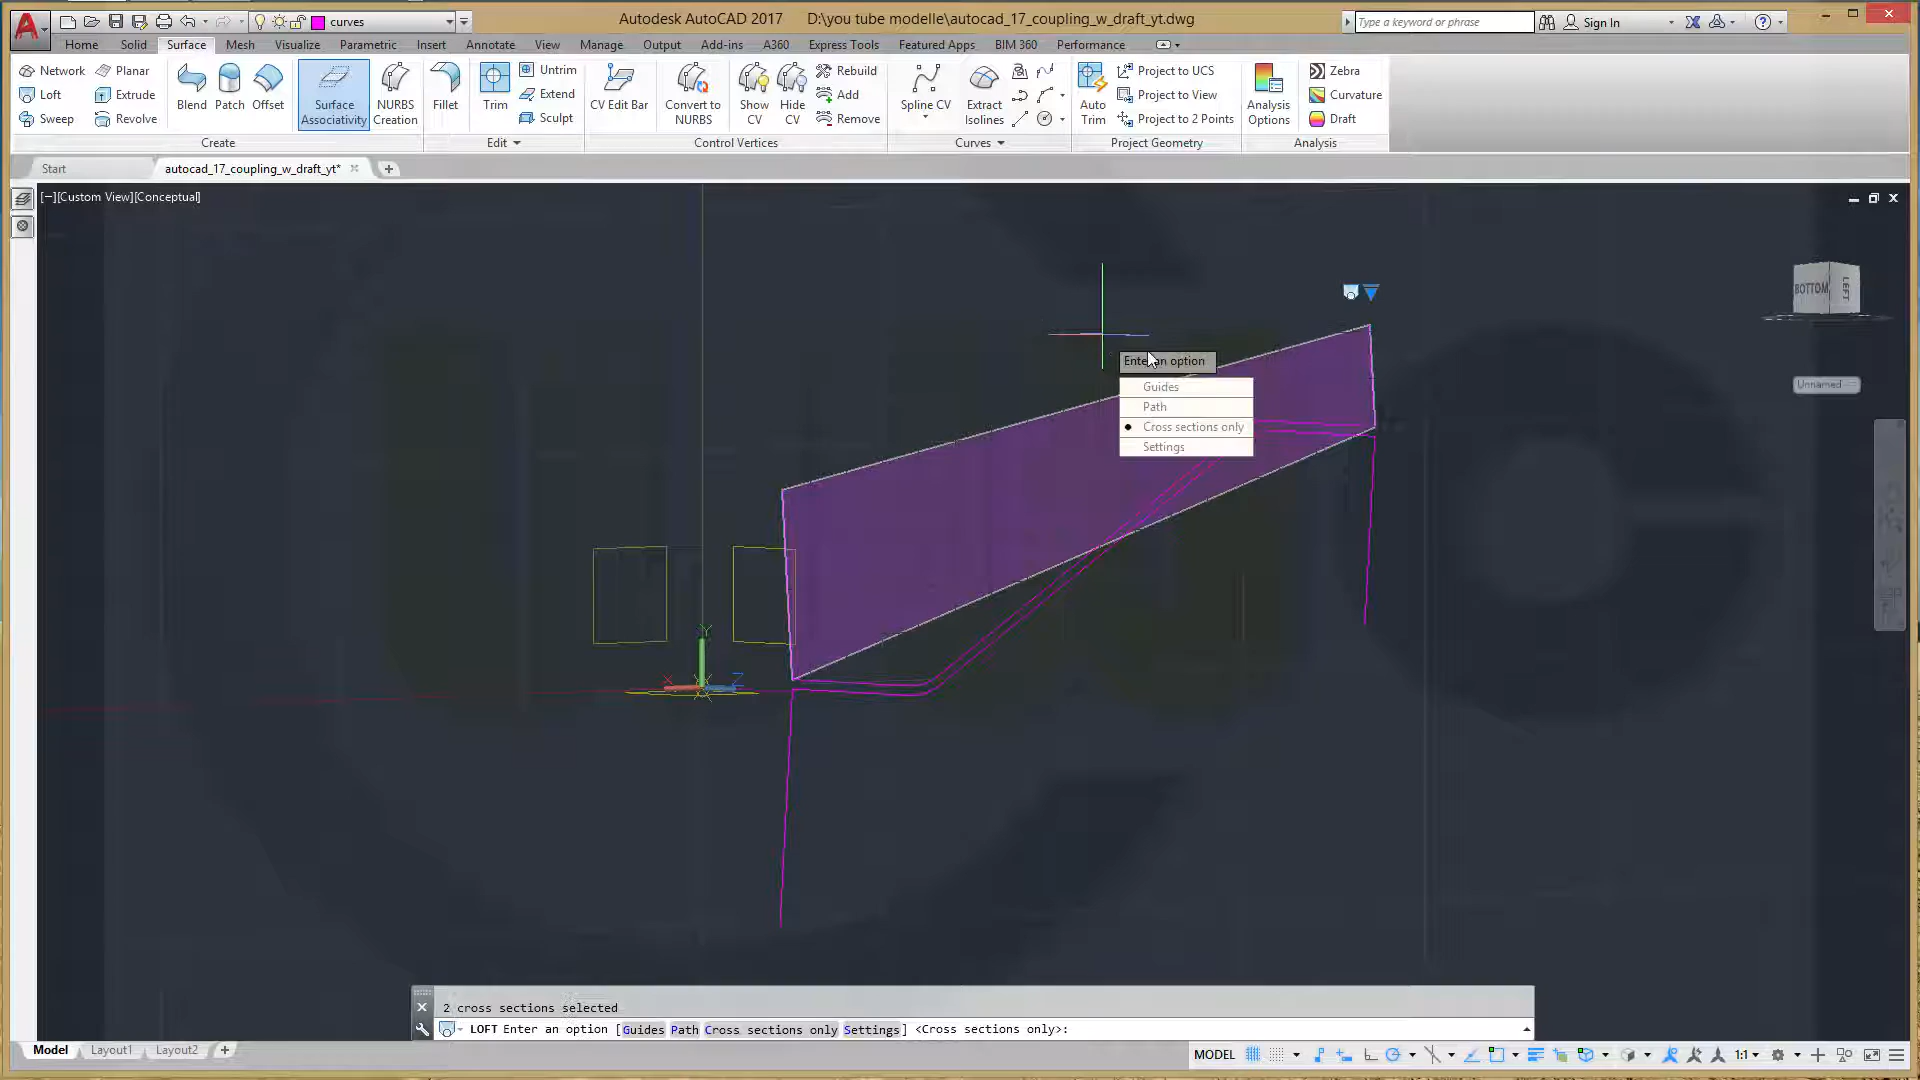 curves
Autodesk AutoCAD 2017 D:\you tube modelle\autocad_17_coupling_w_draft_yt.dwg
Type a keyword or phrase
Sign In
Home Solid Surface Mesh Visualize Parametric Insert Annotate View Manage Output Add-ins A360 Express Tools Featured Apps BIM 360 Performance
Network Planar
Loft Extrude
Sweep Revolve
Blend Patch Offset
Surface
Associativity
NURBS
Creation
Fillet
Trim
Untrim
Extend
Sculpt
CV Edit Bar
Convert to
NURBS
Show
CV
Hide
CV
Rebuild
Add
Remove
Spline CV
Extract
Isolines
Auto
Trim
Project to UCS
Project to View
Project to 2 Points
Analysis
Options
Zebra
Curvature
Draft
Create Edit Control Vertices Curves Project Geometry Analysis
Start autocad_17_coupling_w_draft_yt*
[−][Custom View][Conceptual]
BOTTOM LEFT
Unnamed
Enter an option
Guides
Path
Cross sections only
Settings
Y
X Z
2 cross sections selected
LOFT Enter an option [Guides Path Cross sections only Settings] <Cross sections only>:
Model Layout1 Layout2
MODEL 1:1